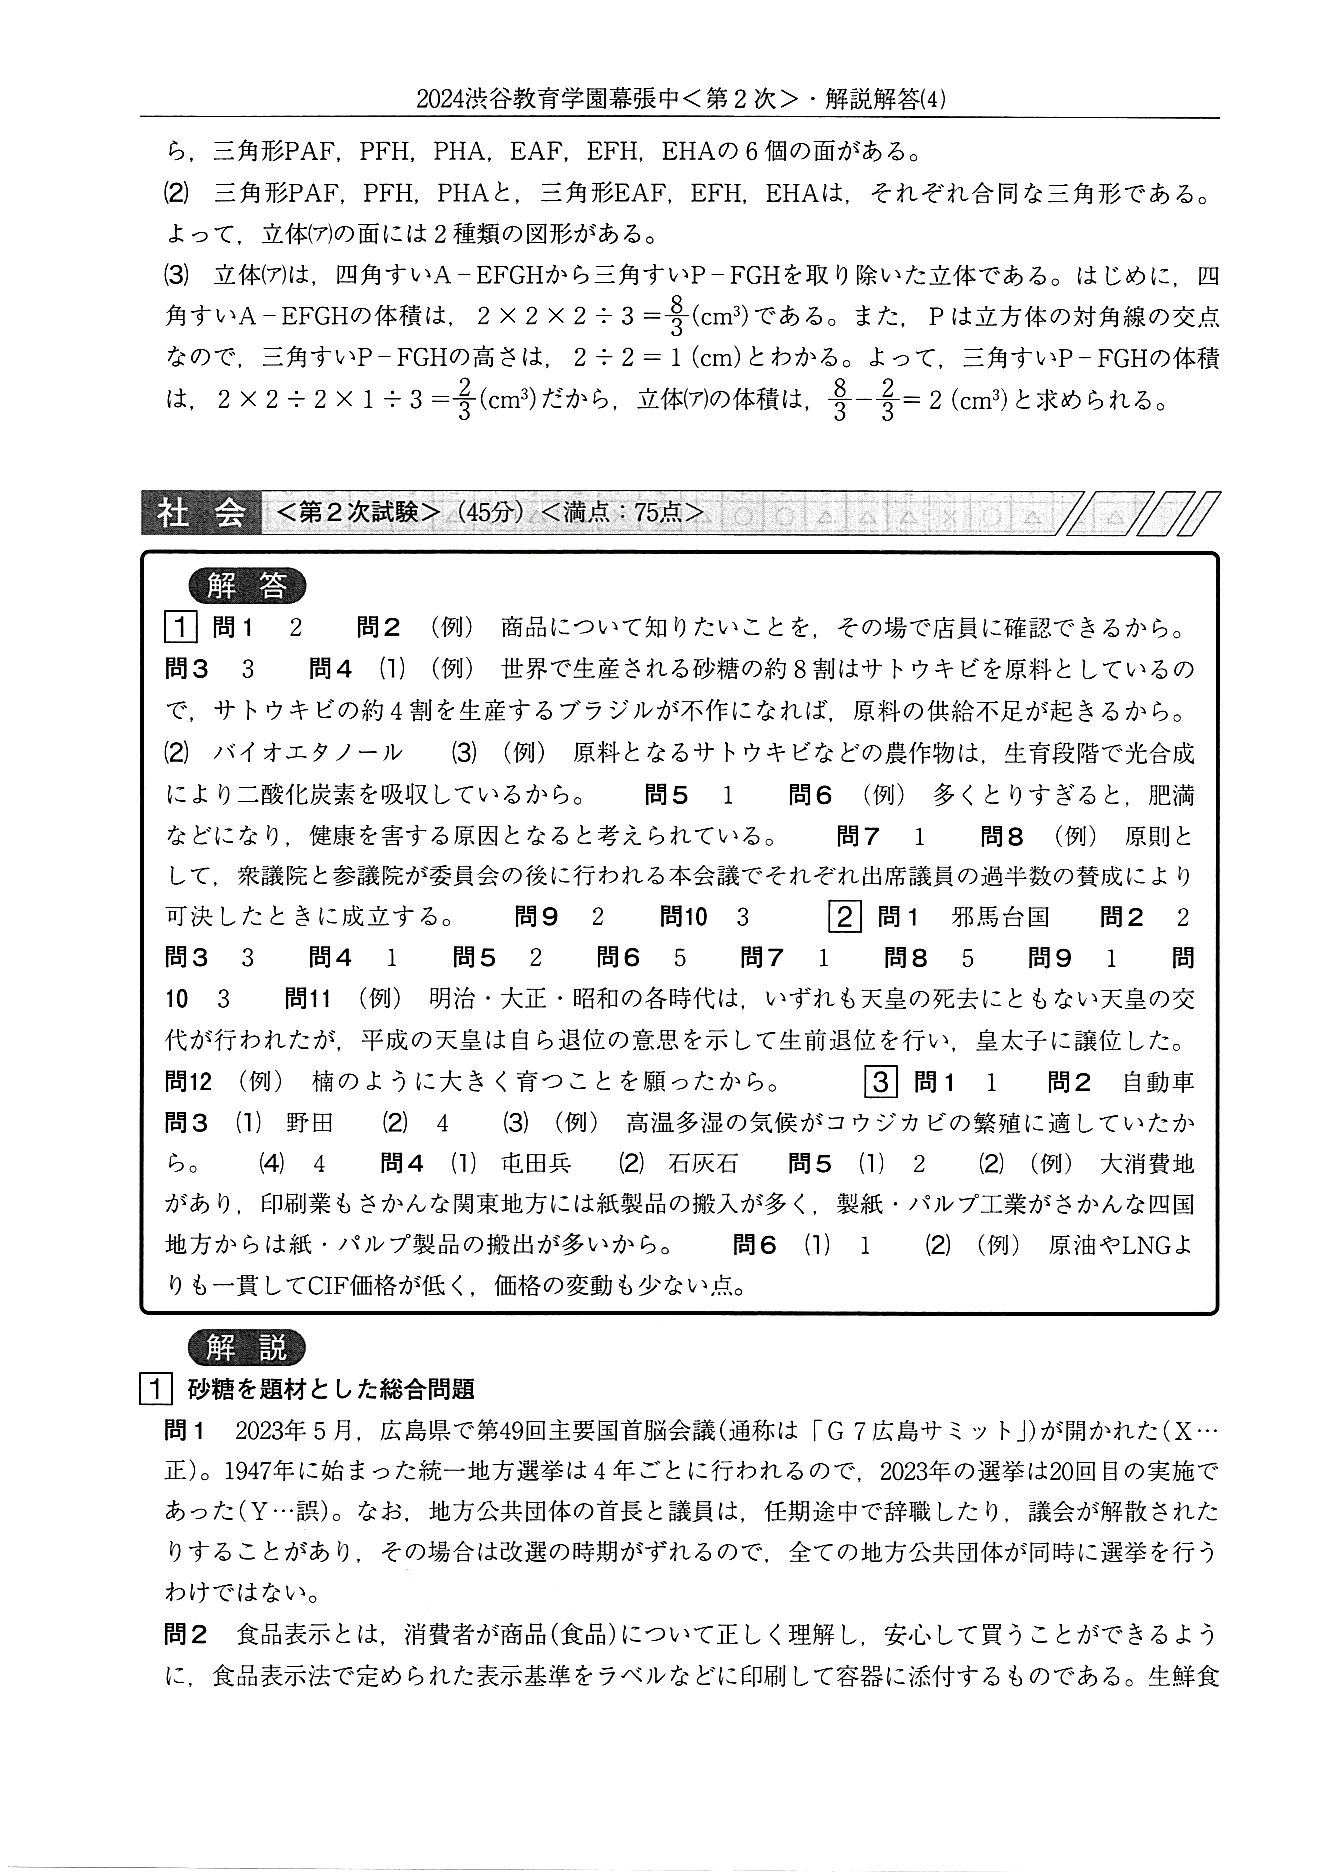 2024渋谷教育学園幕張中＜第２次＞・解説解答(4)
ら，三角形PAF，PFH，PHA，EAF，EFH，EHAの６個の面がある。
(2)　三角形PAF，PFH，PHAと，三角形EAF，EFH，EHAは，それぞれ合同な三角形である。
よって，立体(ア)の面には２種類の図形がある。
(3)　立体(ア)は，四角すいA－EFGHから三角すいP－FGHを取り除いた立体である。はじめに，四
角すいA－EFGHの体積は，２×２×２÷３＝8/3(cm³)である。また，Ｐは立方体の対角線の交点
なので，三角すいP－FGHの高さは，２÷２＝１(cm)とわかる。よって，三角すいP－FGHの体積
は，２×２÷２×１÷３＝2/3(cm³)だから，立体(ア)の体積は，8/3－2/3＝２(cm³)と求められる。
社会 ＜第２次試験＞（45分）＜満点：75点＞
解答
1 問１　２　　問２　（例）　商品について知りたいことを，その場で店員に確認できるから。
問３　３　　問４　(1)　（例）　世界で生産される砂糖の約８割はサトウキビを原料としているの
で，サトウキビの約４割を生産するブラジルが不作になれば，原料の供給不足が起きるから。
(2)　バイオエタノール　　(3)　（例）　原料となるサトウキビなどの農作物は，生育段階で光合成
により二酸化炭素を吸収しているから。　　問５　１　　問６　（例）　多くとりすぎると，肥満
などになり，健康を害する原因となると考えられている。　　問７　１　　問８　（例）　原則と
して，衆議院と参議院が委員会の後に行われる本会議でそれぞれ出席議員の過半数の賛成により
可決したときに成立する。　　問９　２　　問10　３　　2 問１　邪馬台国　　問２　２
問３　３　　問４　１　　問５　２　　問６　５　　問７　１　　問８　５　　問９　１　　問
10　３　　問11　（例）　明治・大正・昭和の各時代は，いずれも天皇の死去にともない天皇の交
代が行われたが，平成の天皇は自ら退位の意思を示して生前退位を行い，皇太子に譲位した。
問12　（例）　楠のように大きく育つことを願ったから。　　3 問１　１　　問２　自動車
問３　(1)　野田　　(2)　４　　(3)　（例）　高温多湿の気候がコウジカビの繁殖に適していたか
ら。　　(4)　４　　問４　(1)　屯田兵　　(2)　石灰石　　問５　(1)　２　　(2)　（例）　大消費地
があり，印刷業もさかんな関東地方には紙製品の搬入が多く，製紙・パルプ工業がさかんな四国
地方からは紙・パルプ製品の搬出が多いから。　　問６　(1)　１　　(2)　（例）　原油やLNGよ
りも一貫してCIF価格が低く，価格の変動も少ない点。
解説
1 砂糖を題材とした総合問題
問１　2023年５月，広島県で第49回主要国首脳会議(通称は「Ｇ７広島サミット」)が開かれた(Ｘ…
正)。1947年に始まった統一地方選挙は４年ごとに行われるので，2023年の選挙は20回目の実施で
あった(Ｙ…誤)。なお，地方公共団体の首長と議員は，任期途中で辞職したり，議会が解散された
りすることがあり，その場合は改選の時期がずれるので，全ての地方公共団体が同時に選挙を行う
わけではない。
問２　食品表示とは，消費者が商品(食品)について正しく理解し，安心して買うことができるよう
に，食品表示法で定められた表示基準をラベルなどに印刷して容器に添付するものである。生鮮食